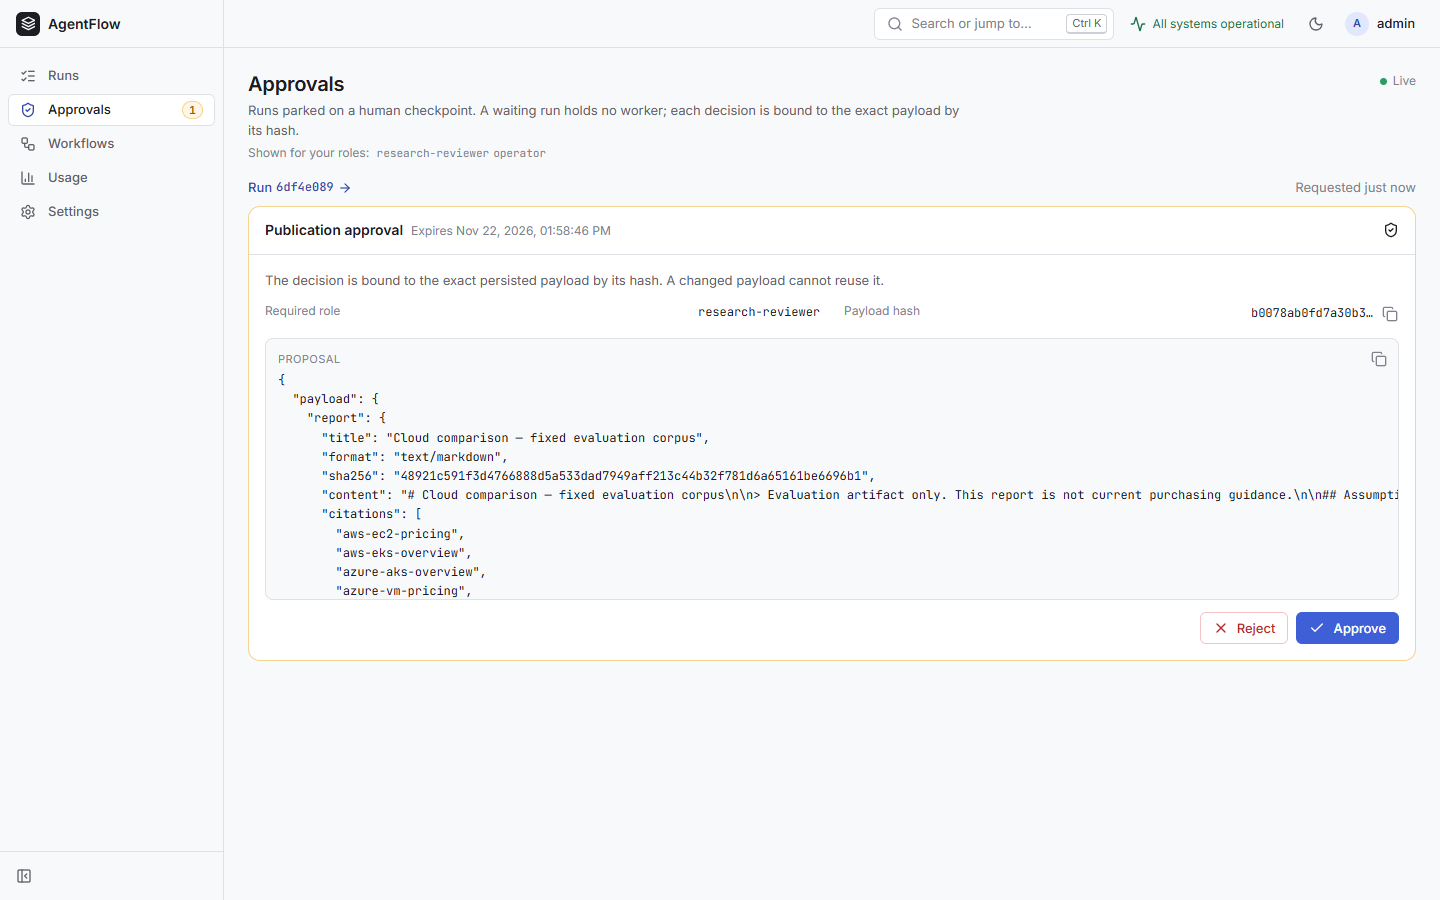 AgentFlow
Search or jump to...
Ctrl K
All systems operational
A
admin
Runs
Approvals
1
Workflows
Usage
Settings
Approvals
Live
Runs parked on a human checkpoint. A waiting run holds no worker; each decision is bound to the exact payload by
its hash.
Shown for your roles: research-reviewer operator
Run 6df4e089
Requested just now
Publication approval Expires Nov 22, 2026, 01:58:46 PM
The decision is bound to the exact persisted payload by its hash. A changed payload cannot reuse it.
Required role research-reviewer Payload hash b0078ab0fd7a30b3…
PROPOSAL
{
"payload": {
"report": {
"title": "Cloud comparison — fixed evaluation corpus",
"format": "text/markdown",
"sha256": "48921c591f3d4766888d5a533dad7949aff213c44b32f781d6a65161be6696b1",
"content": "# Cloud comparison — fixed evaluation corpus\n\n> Evaluation artifact only. This report is not current purchasing guidance.\n\n## Assumpti
"citations": [
"aws-ec2-pricing",
"aws-eks-overview",
"azure-aks-overview",
"azure-vm-pricing",
Reject
Approve